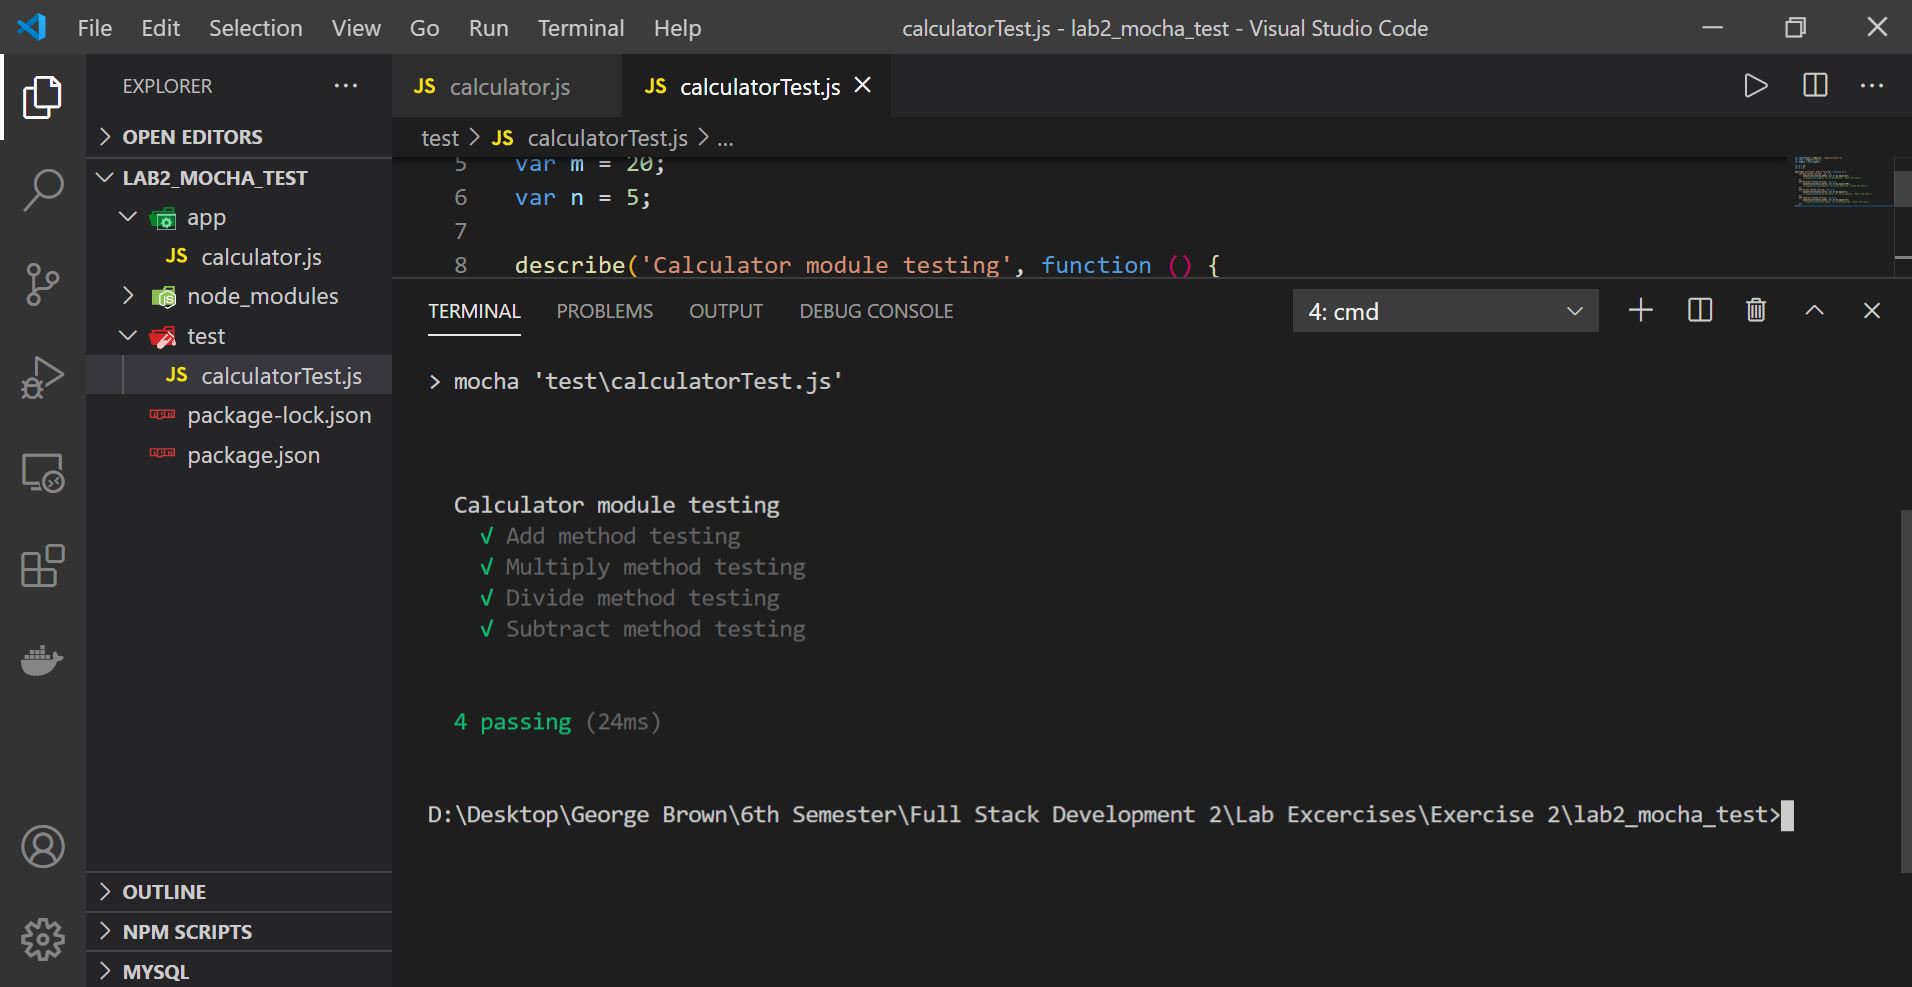 File Edit Selection View Go Run Terminal Help
calculatorTest.js - lab2_mocha_test - Visual Studio Code
EXPLORER
OPEN EDITORS
LAB2_MOCHA_TEST
app
JS calculator.js
node_modules
test
JS calculatorTest.js
package-lock.json
package.json
OUTLINE
NPM SCRIPTS
MYSQL
JS calculator.js
JS calculatorTest.js
test > JS calculatorTest.js > ...
5 var m = 20;
6 var n = 5;
7
8 describe('Calculator module testing', function () {
TERMINAL PROBLEMS OUTPUT DEBUG CONSOLE
4: cmd
> mocha 'test\calculatorTest.js'
Calculator module testing
√ Add method testing
√ Multiply method testing
√ Divide method testing
√ Subtract method testing
4 passing (24ms)
D:\Desktop\George Brown\6th Semester\Full Stack Development 2\Lab Excercises\Exercise 2\lab2_mocha_test>